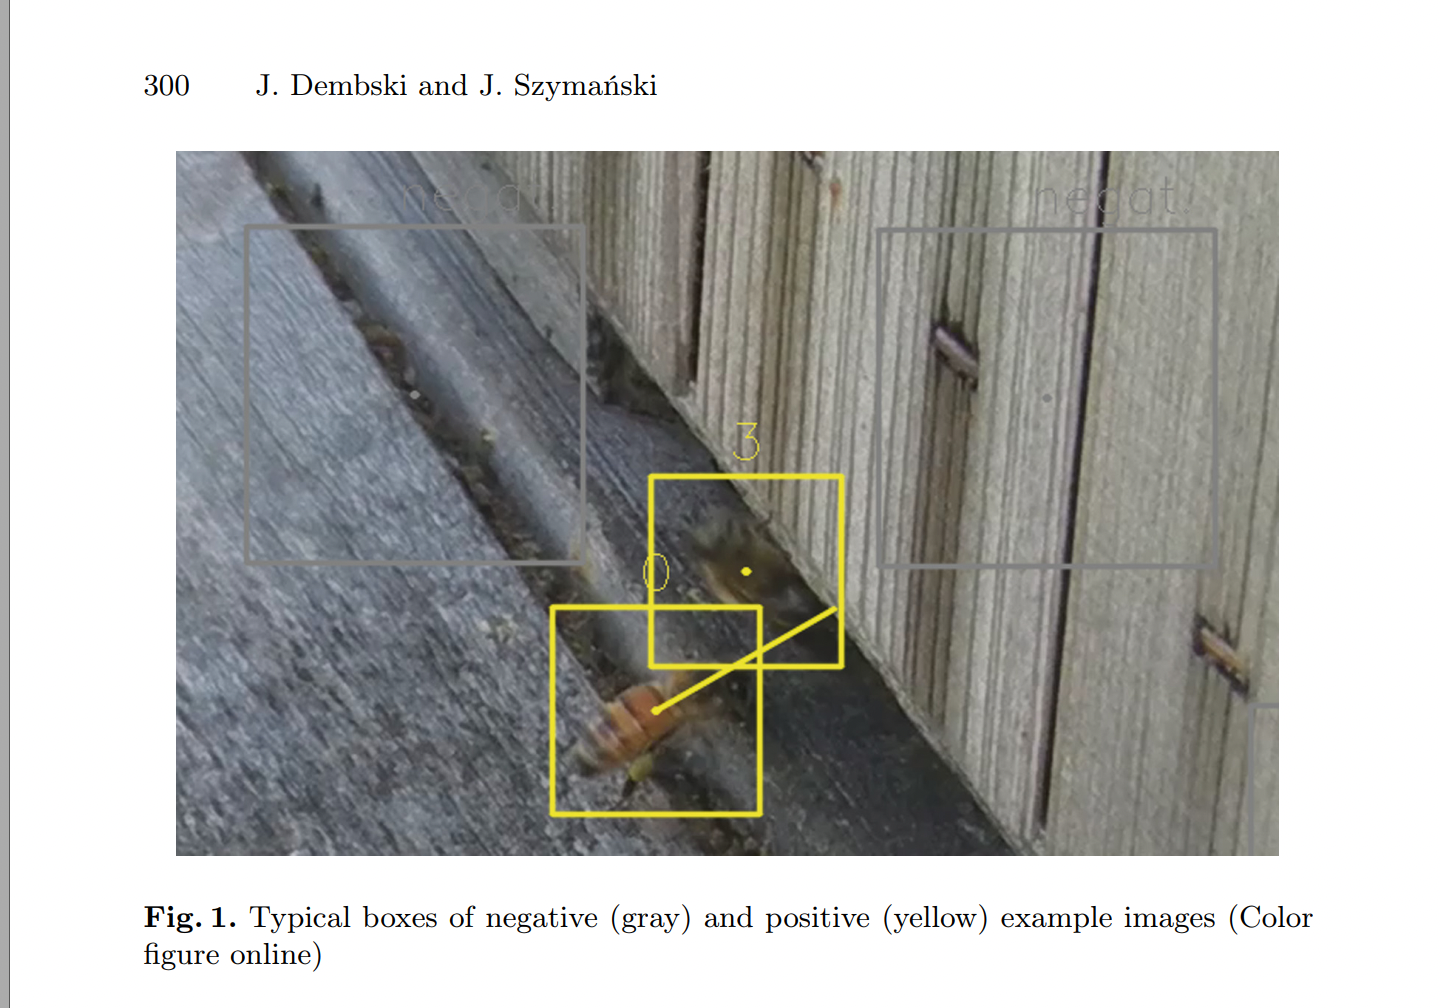 300 J. Dembski and J. Szymański
negat.
negat.
3
0
Fig. 1. Typical boxes of negative (gray) and positive (yellow) example images (Color
figure online)